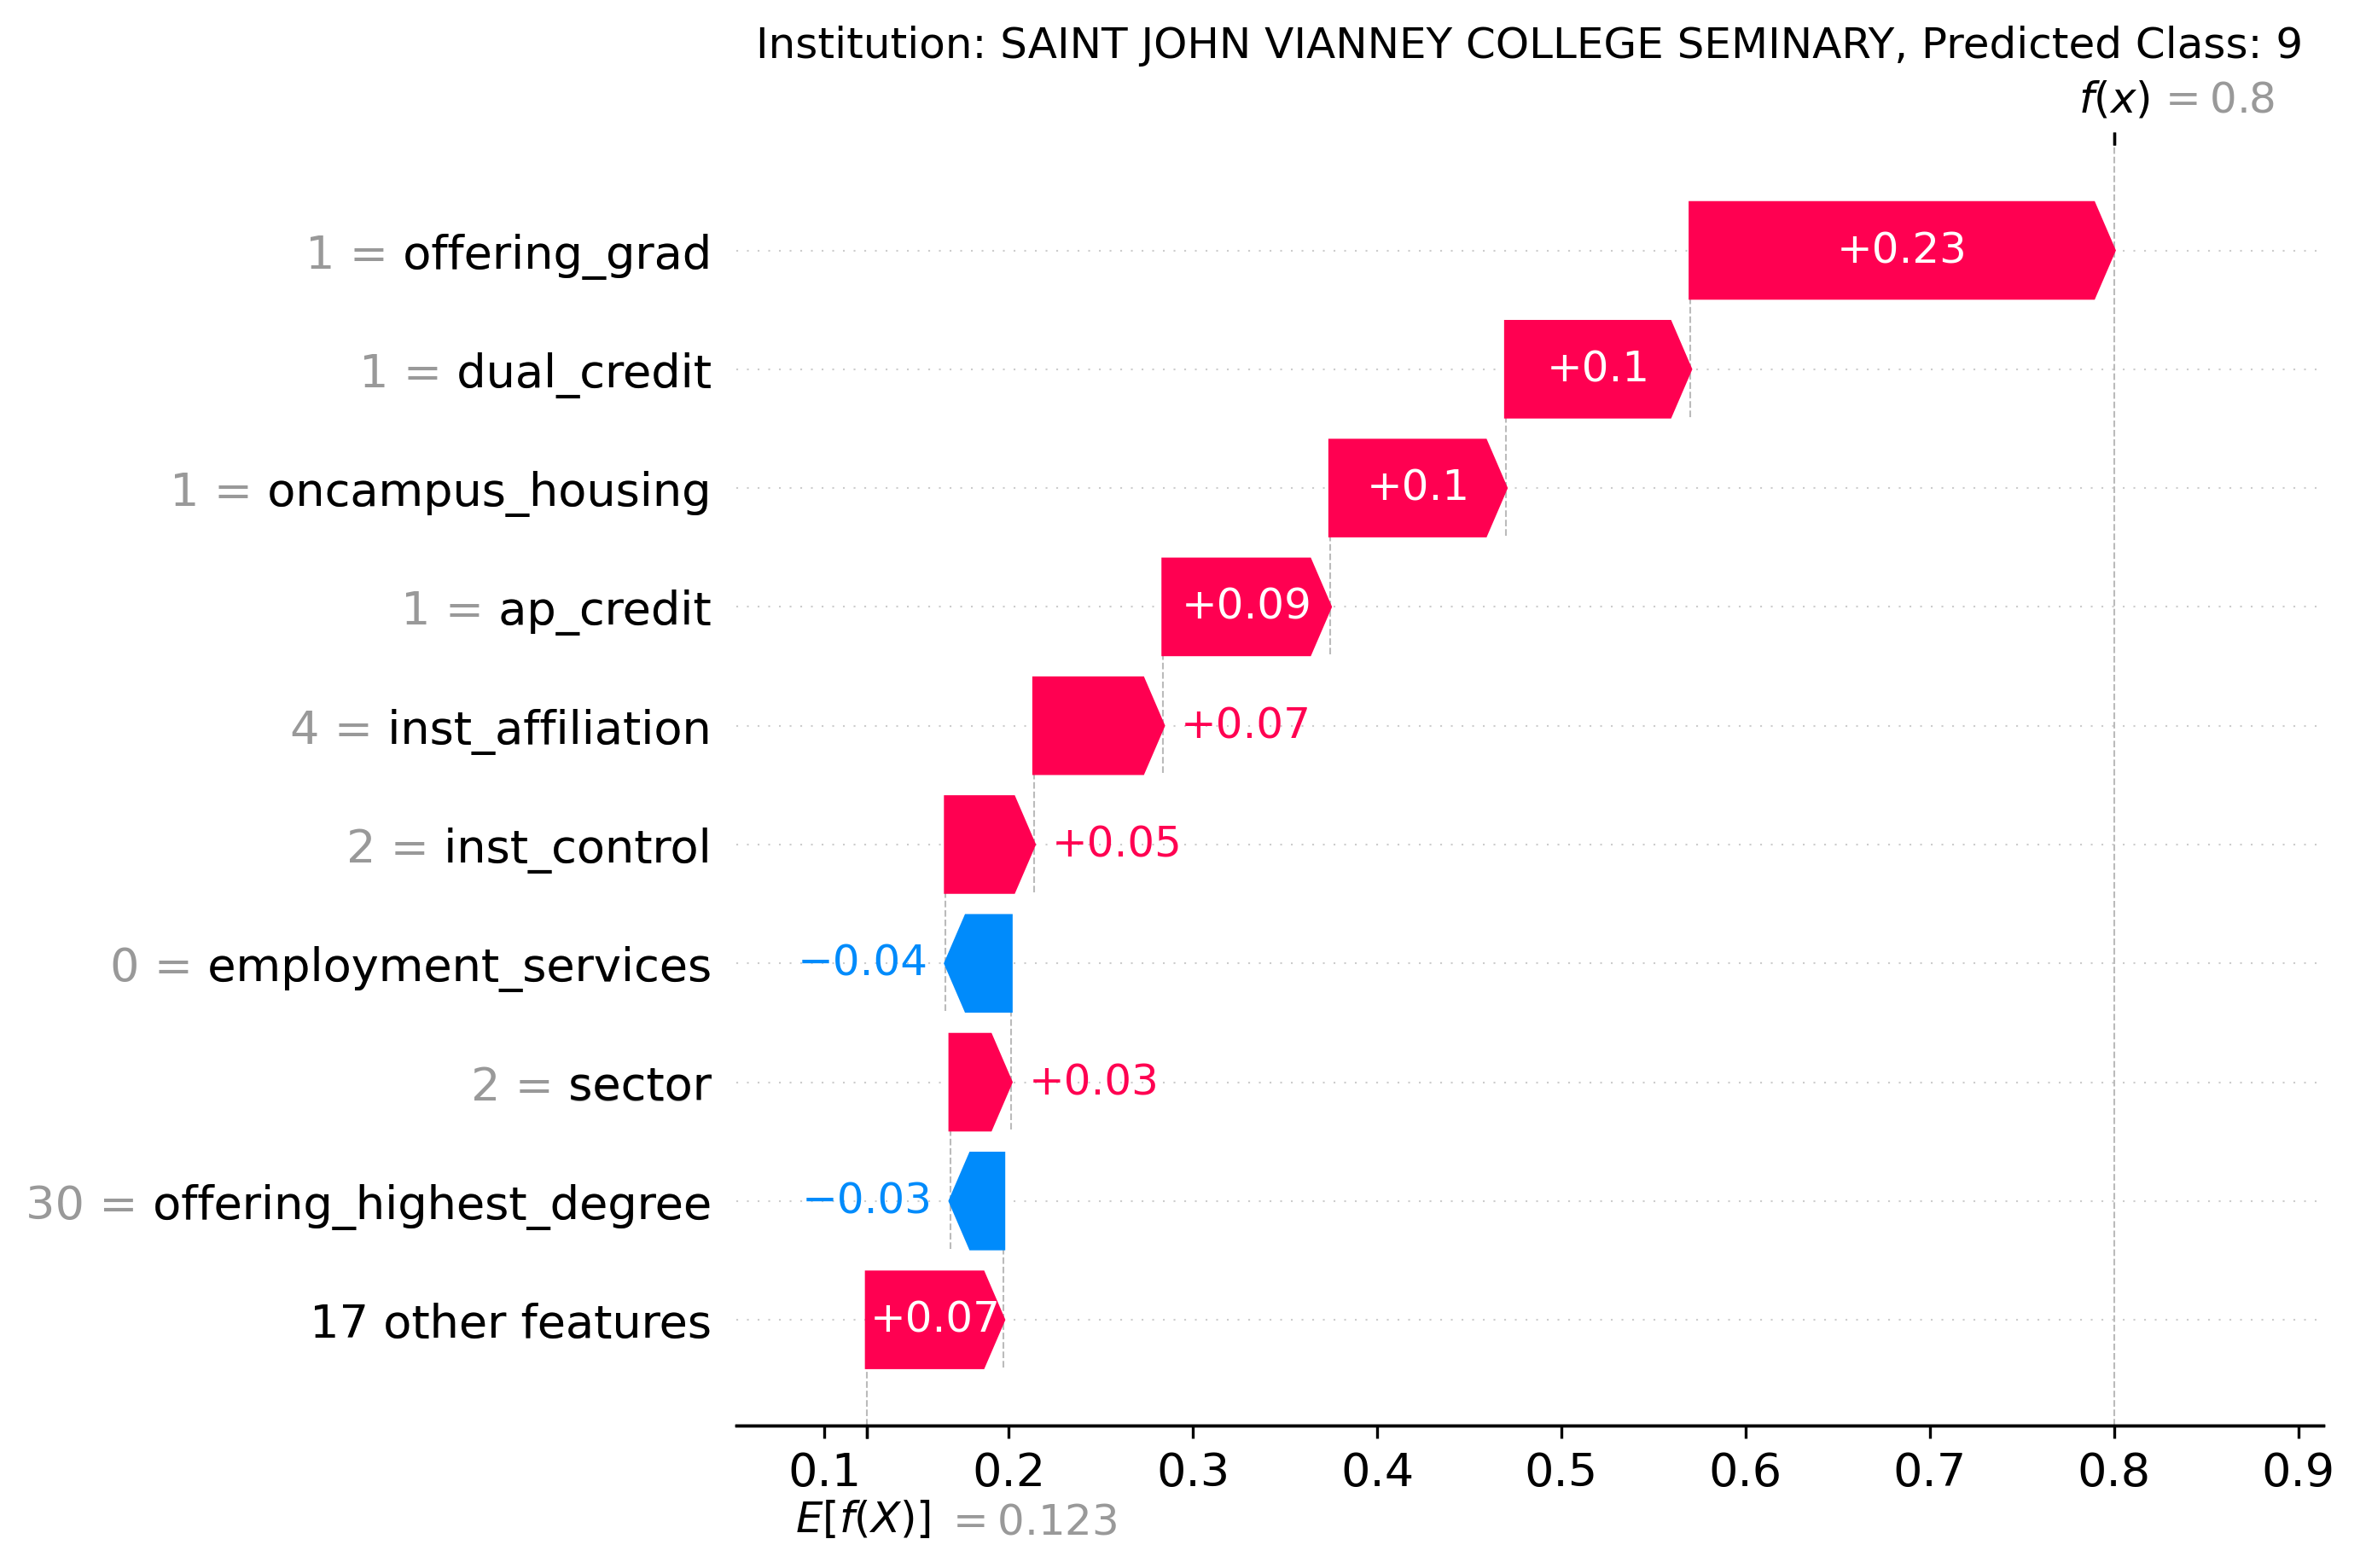 Institution: SAINT JOHN VIANNEY COLLEGE SEMINARY, Predicted Class: 9
f(x) = 0.8
1 = offering_grad +0.23
1 = dual_credit +0.1
1 = oncampus_housing +0.1
1 = ap_credit +0.09
4 = inst_affiliation +0.07
2 = inst_control +0.05
0 = employment_services −0.04
2 = sector +0.03
30 = offering_highest_degree −0.03
17 other features +0.07
0.1 0.2 0.3 0.4 0.5 0.6 0.7 0.8 0.9
E[f(X)] = 0.123